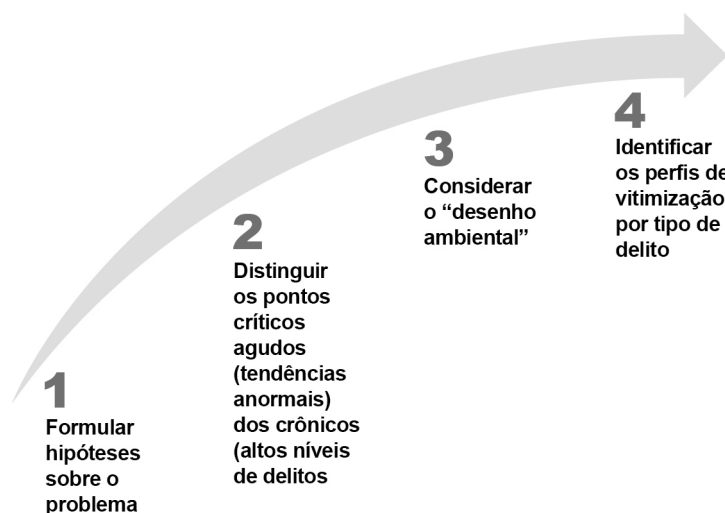 1
Formular
hipóteses
sobre o
problema
2
Distinguir
os pontos
críticos
agudos
(tendências
anormais)
dos crônicos
(altos níveis
de delitos
3
Considerar
o “desenho
ambiental”
4
Identificar
os perfis de
vitimização
por tipo de
delito